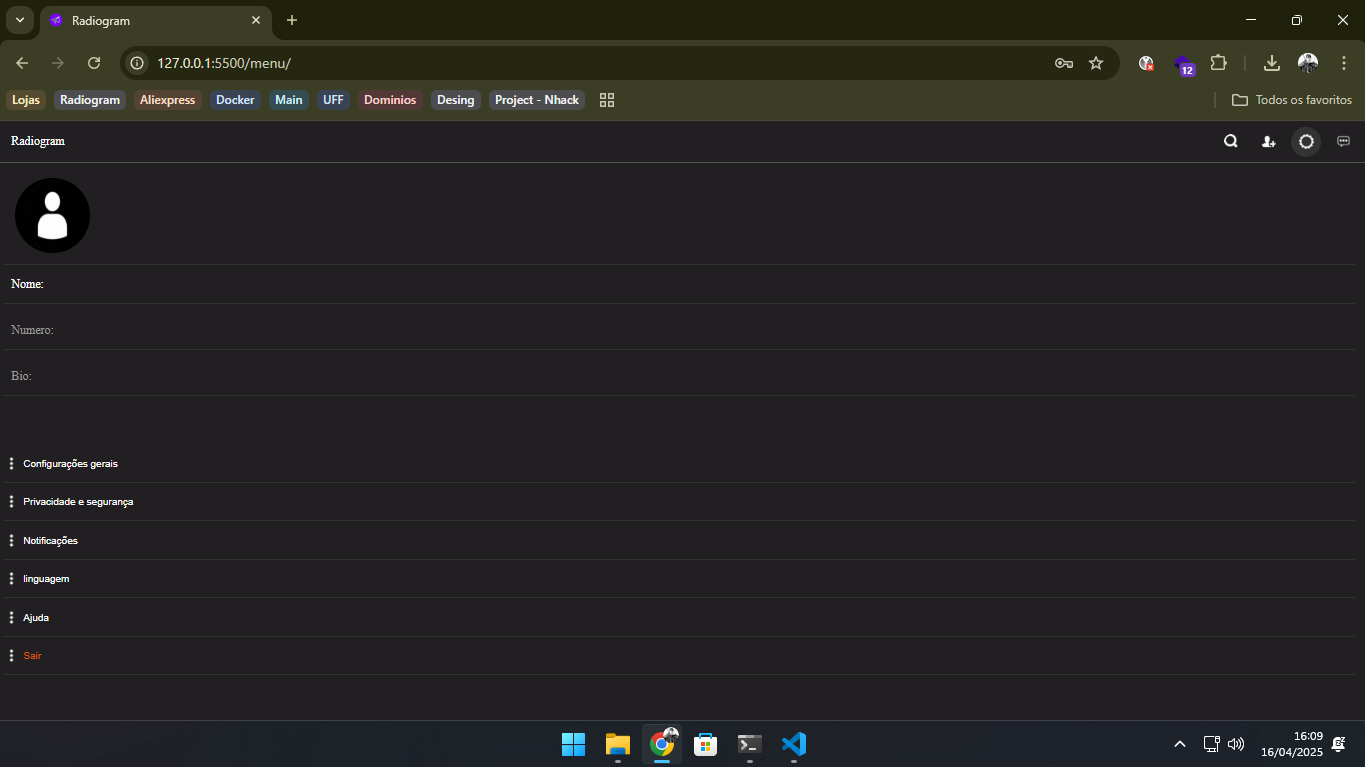 Radiogram
127.0.0.1:5500/menu/
12
Lojas Radiogram Aliexpress Docker Main UFF Dominios Desing Project - Nhack Todos os favoritos
Radiogram
Nome:
Numero:
Bio:
Configurações gerais
Privacidade e segurança
Notificações
linguagem
Ajuda
Sair
16:09
16/04/2025